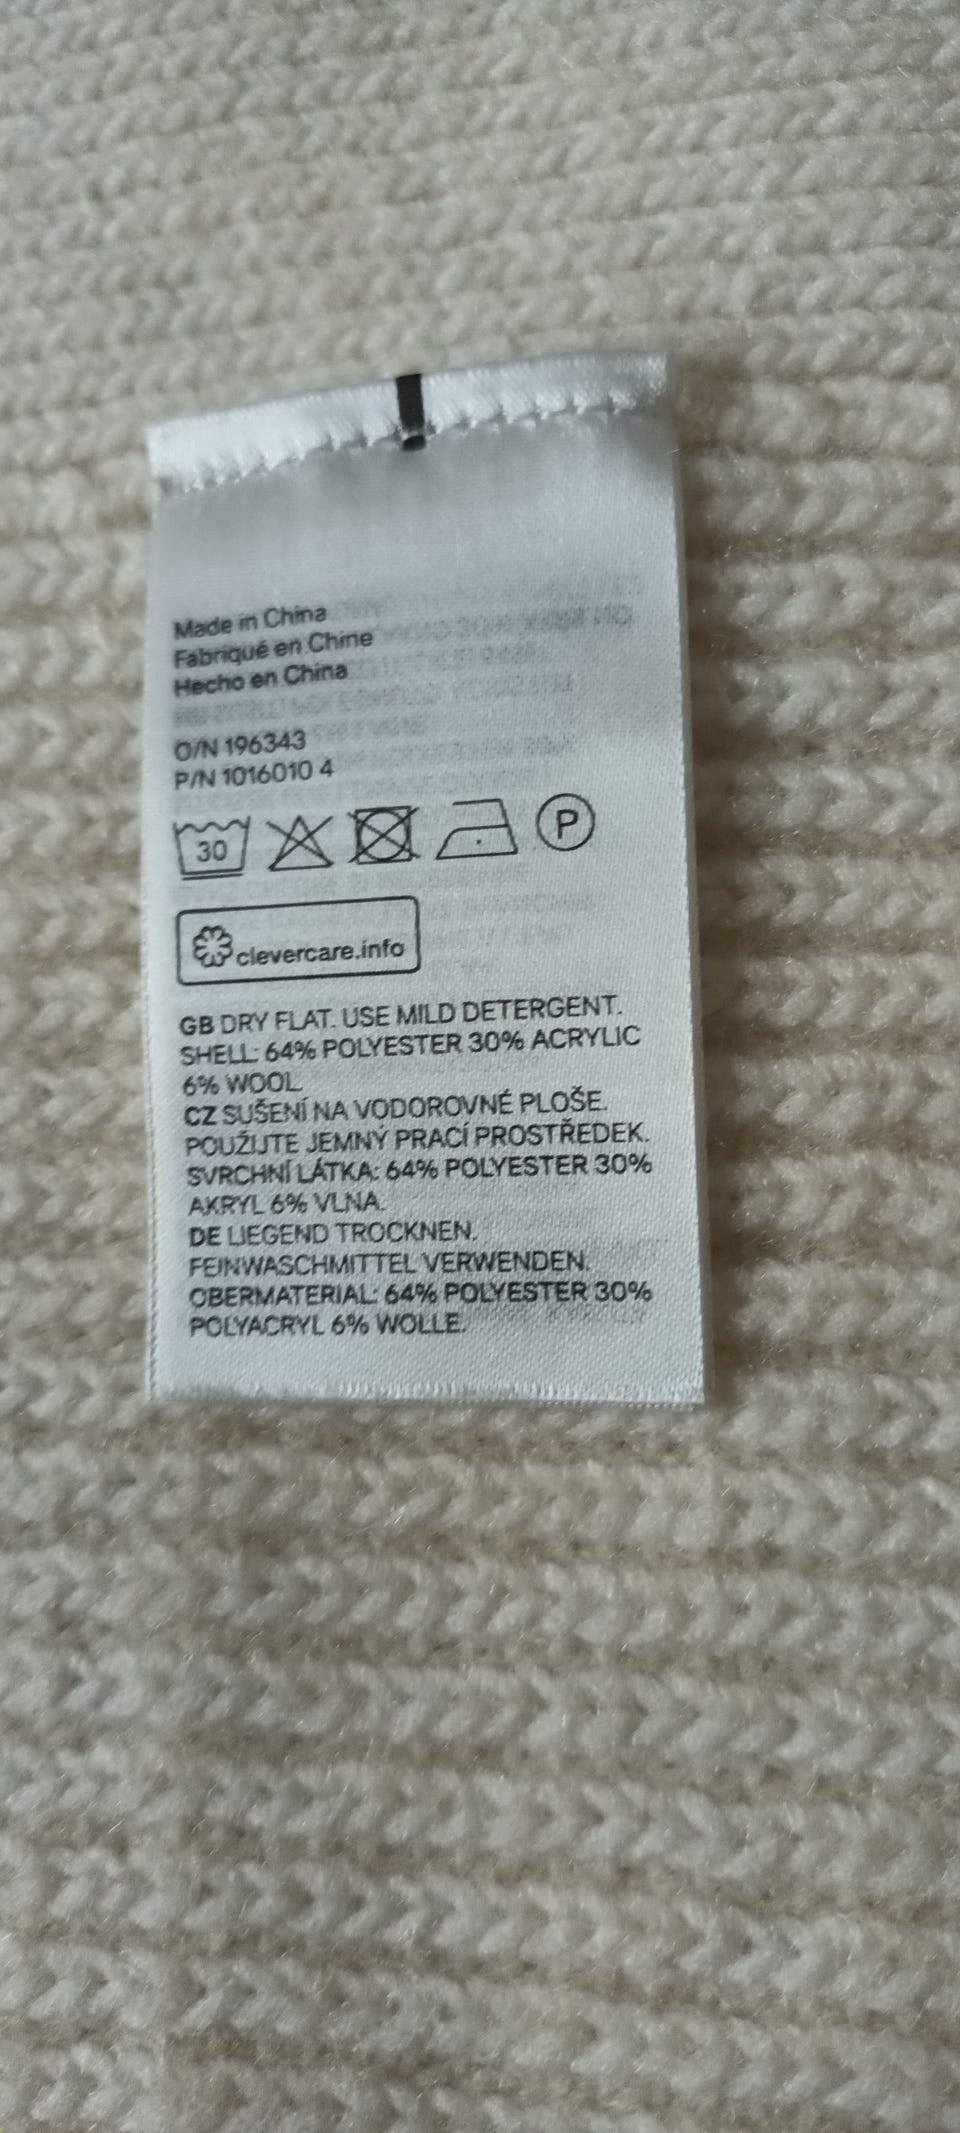 Made in China
Fabriqué en Chine
Hecho en China
O/N 196343
P/N 1016010 4
30
P
clevercare.info
GB DRY FLAT. USE MILD DETERGENT.
SHELL: 64% POLYESTER 30% ACRYLIC
6% WOOL.
CZ SUŠENÍ NA VODOROVNÉ PLOŠE.
POUŽIJTE JEMNÝ PRACÍ PROSTŘEDEK.
SVRCHNÍ LÁTKA: 64% POLYESTER 30%
AKRYL 6% VLNA.
DE LIEGEND TROCKNEN.
FEINWASCHMITTEL VERWENDEN.
OBERMATERIAL: 64% POLYESTER 30%
POLYACRYL 6% WOLLE.